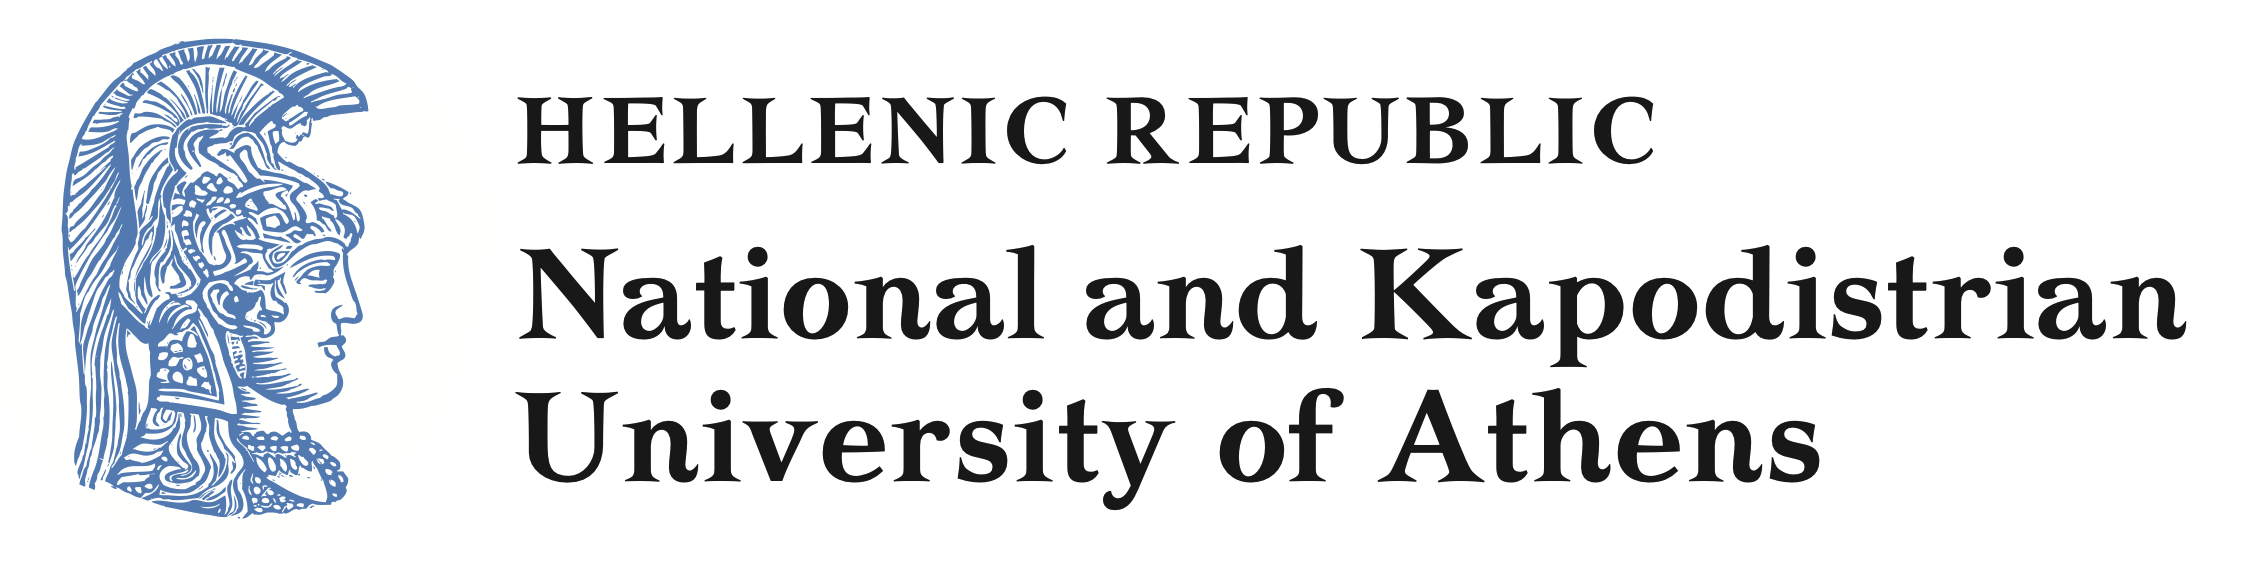 HELLENIC REPUBLIC
National and Kapodistrian
University of Athens